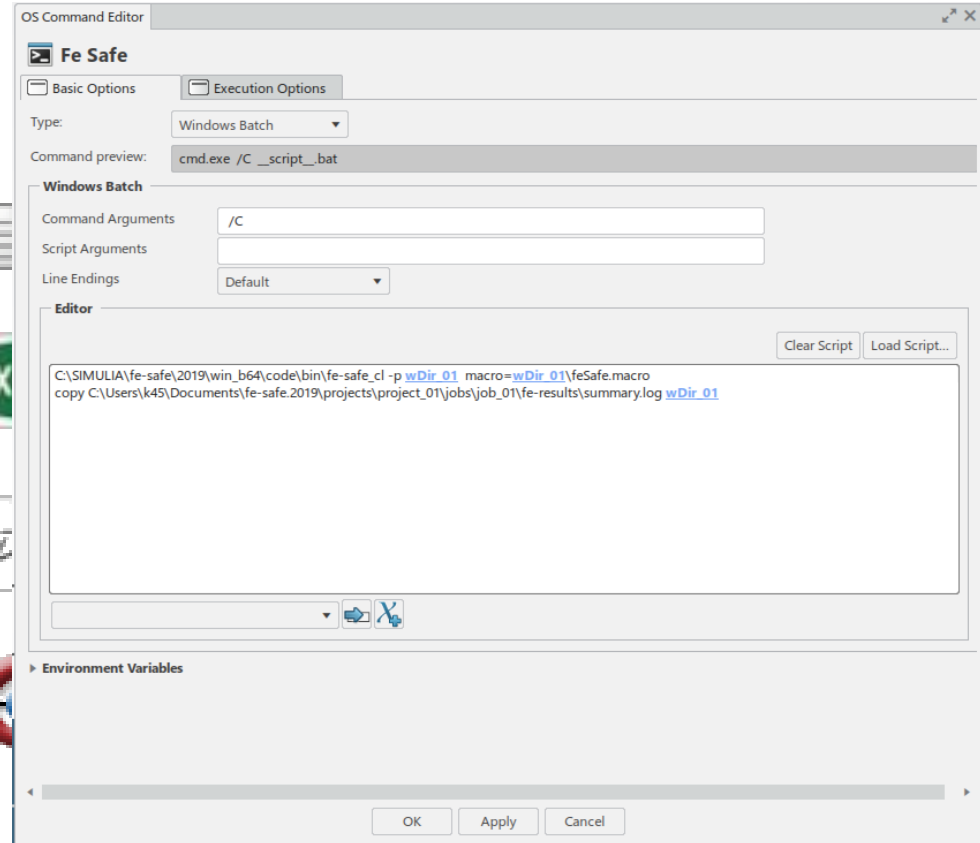 OS Command Editor
Fe Safe
Basic Options
Execution Options
Type:
Windows Batch
Command preview:
cmd.exe /C __script__.bat
Windows Batch
Command Arguments
/C
Script Arguments
Line Endings
Default
Editor
Clear Script
Load Script...
C:\SIMULIA\fe-safe\2019\win_b64\code\bin\fe-safe_cl -p wDir_01 macro=wDir_01\feSafe.macro
copy C:\Users\k45\Documents\fe-safe.2019\projects\project_01\jobs\job_01\fe-results\summary.log wDir_01
Environment Variables
OK
Apply
Cancel